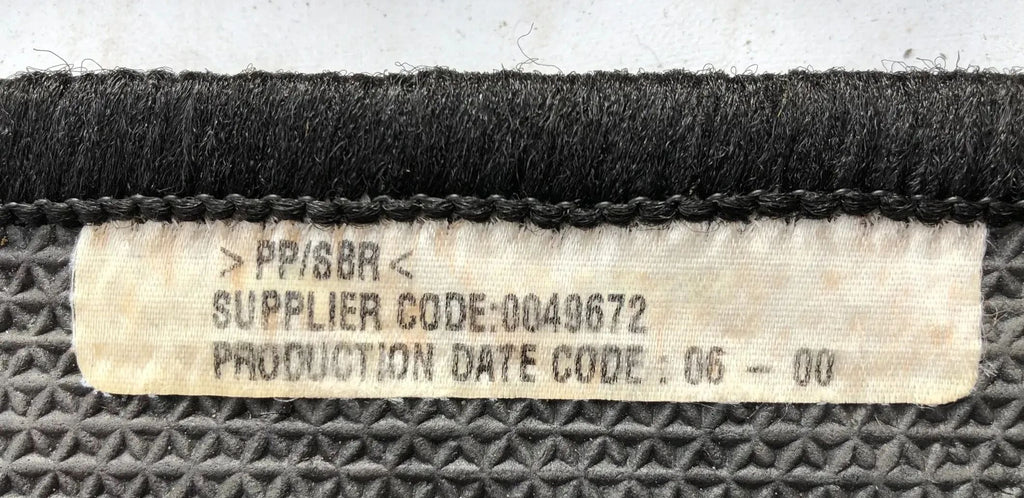 >PP/SBR<
SUPPLIER CODE:0049672
PRODUCTION DATE CODE : 06 – 00